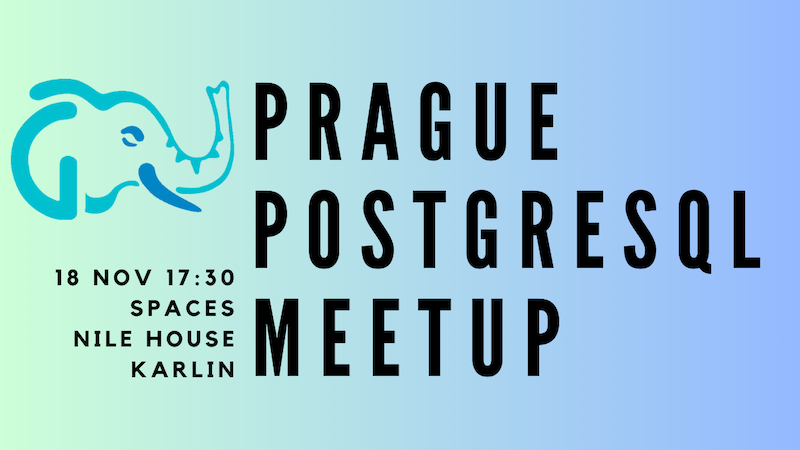 PRAGUE
POSTGRESQL
MEETUP
18 NOV 17:30
SPACES
NILE HOUSE
KARLIN